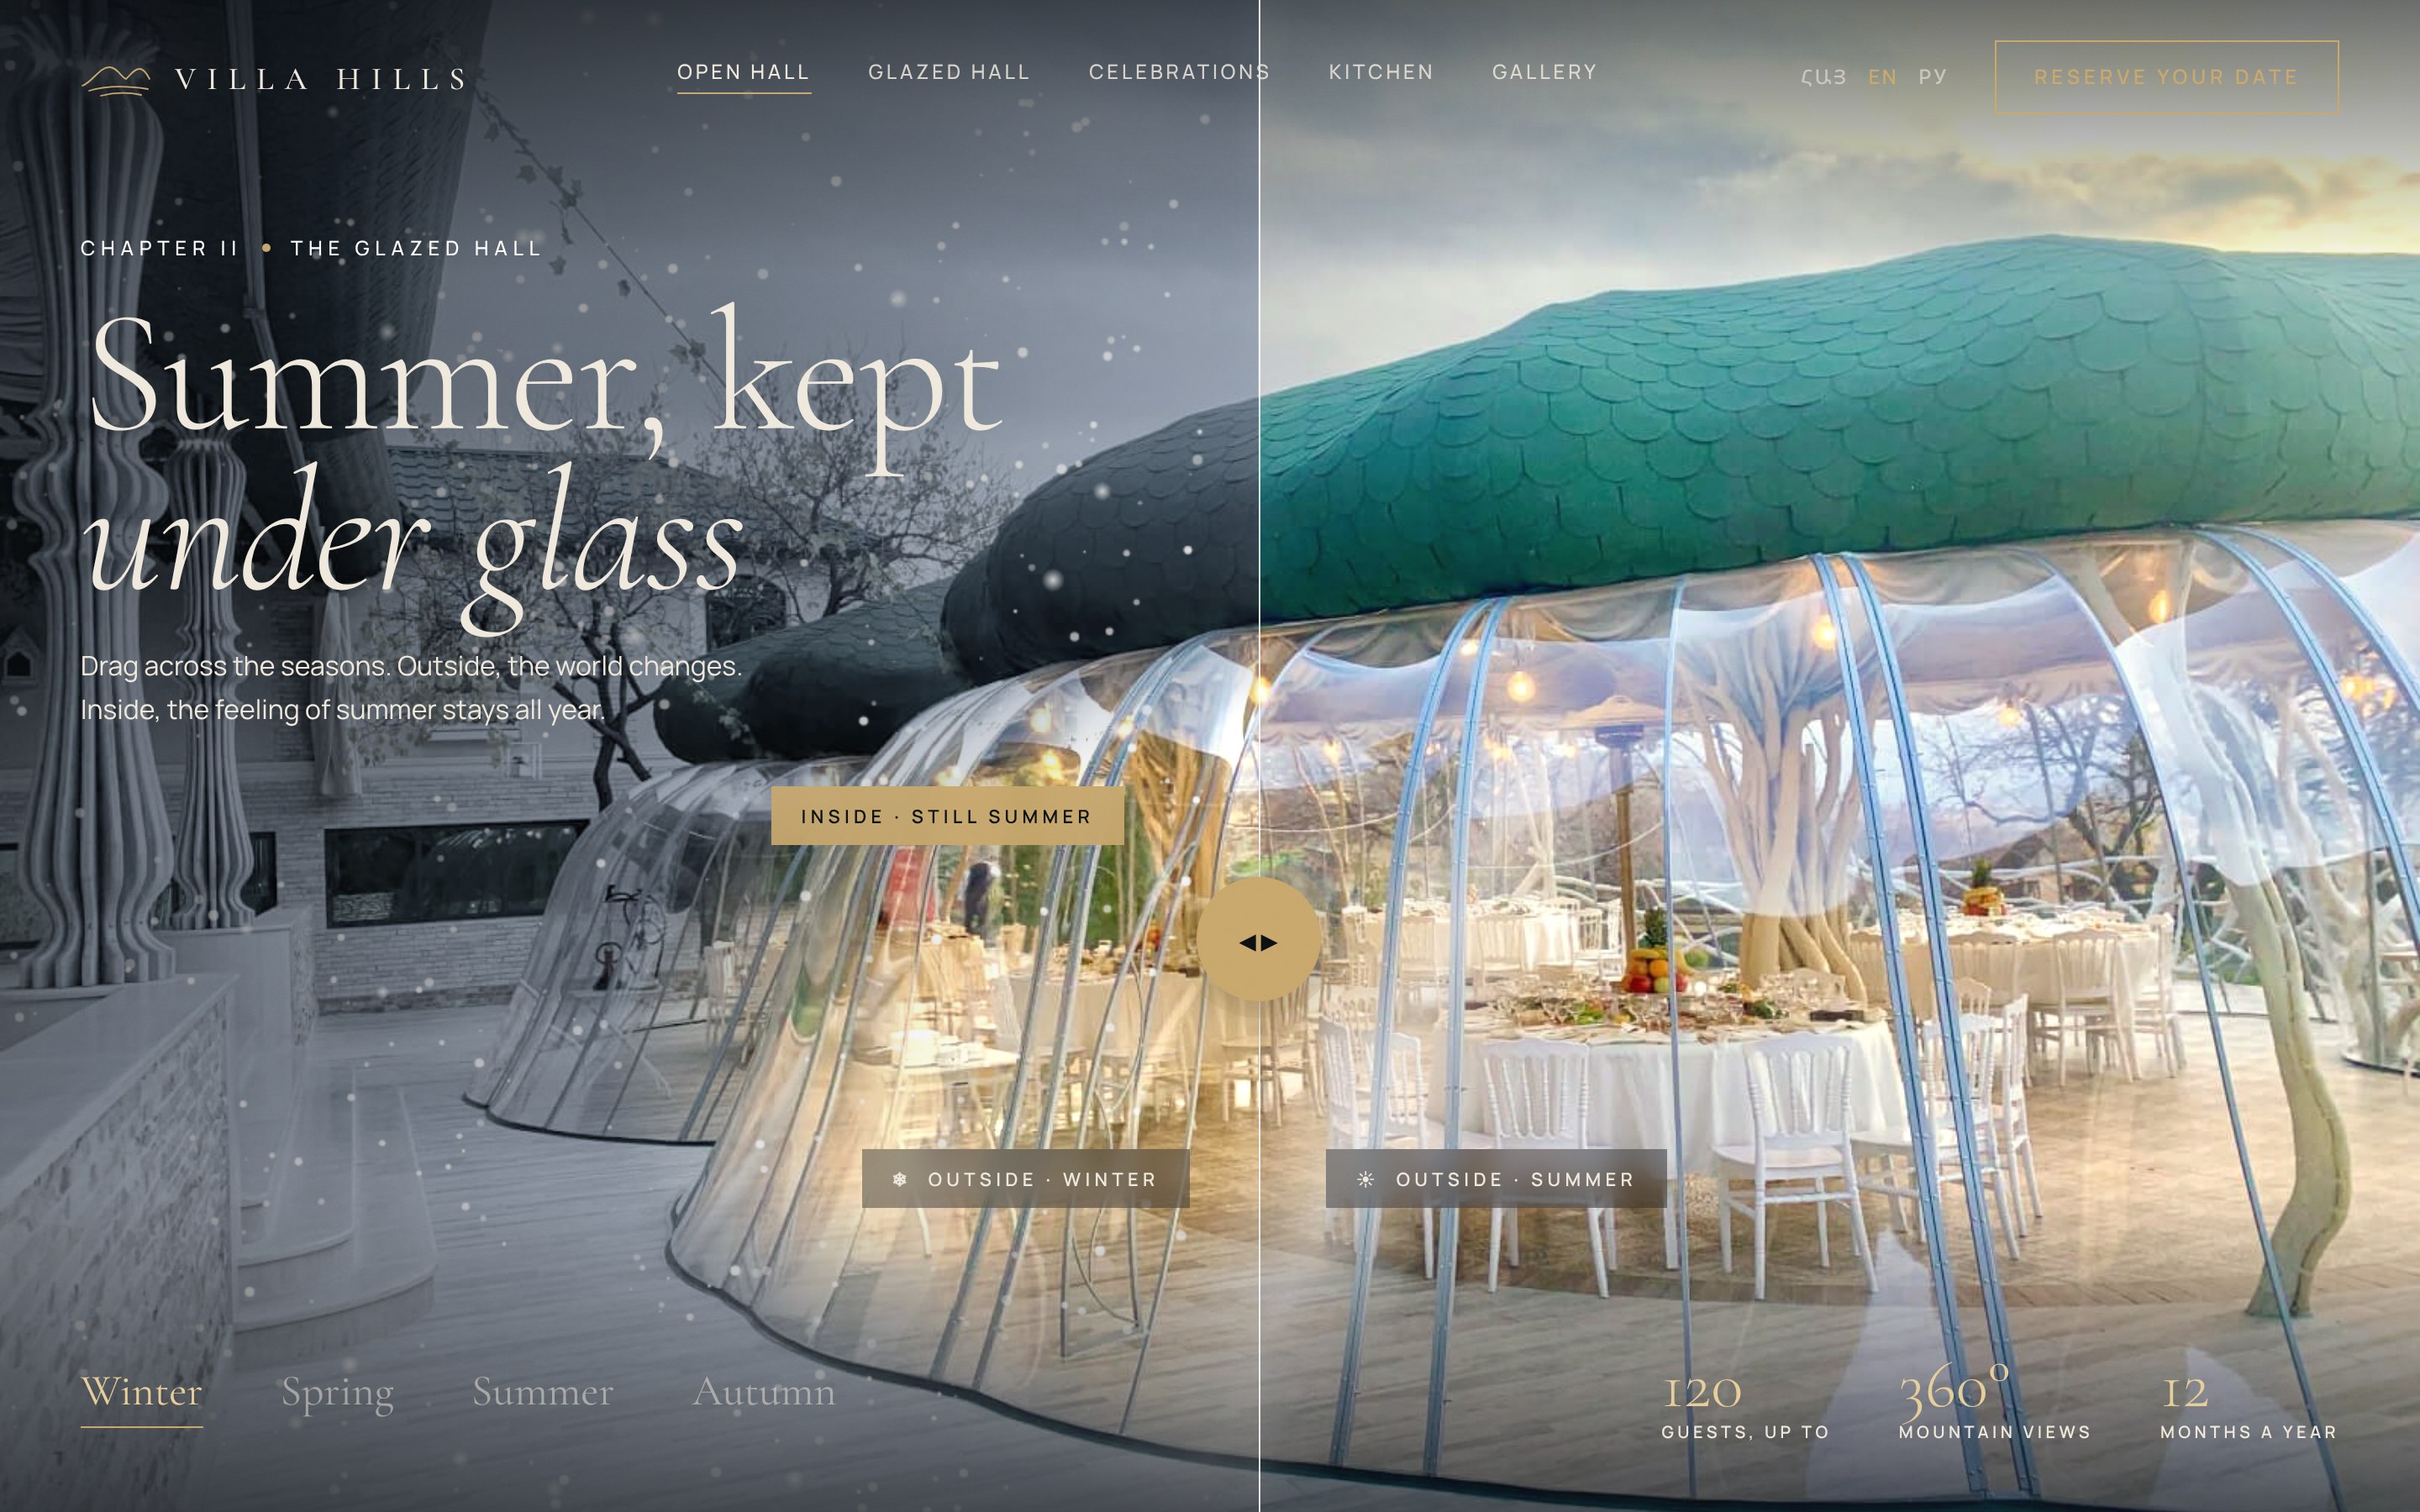 VILLA HILLS
OPEN HALL
GLAZED HALL
CELEBRATIONS
KITCHEN
GALLERY
ՀԱՅ EN РУ
RESERVE YOUR DATE
CHAPTER II • THE GLAZED HALL
Summer, kept
under glass
Drag across the seasons. Outside, the world changes.
Inside, the feeling of summer stays all year.
INSIDE · STILL SUMMER
❄ OUTSIDE · WINTER
☀ OUTSIDE · SUMMER
Winter
Spring
Summer
Autumn
120
GUESTS, UP TO
360°
MOUNTAIN VIEWS
12
MONTHS A YEAR